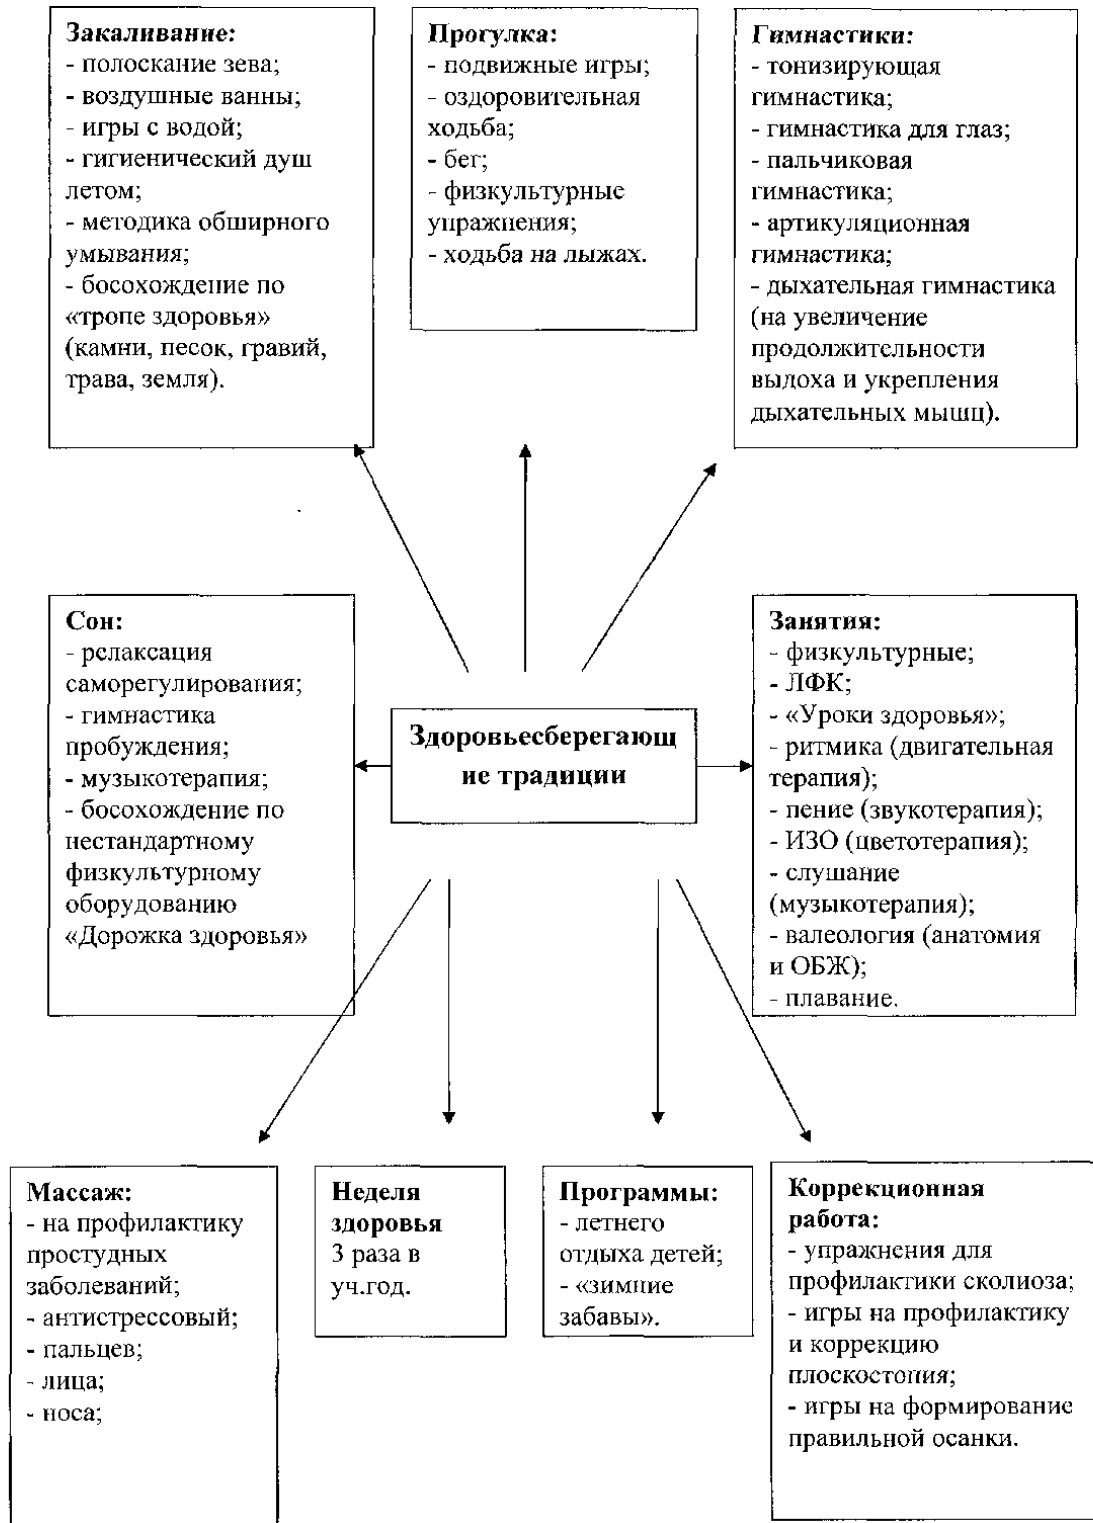 Закаливание:
- полоскание зева;
- воздушные ванны;
- игры с водой;
- гигиенический душ
летом;
- методика обширного
умывания;
- босохождение по
«тропе здоровья»
(камни, песок, гравий,
трава, земля).
Прогулка:
- подвижные игры;
- оздоровительная
ходьба;
- бег;
- физкультурные
упражнения;
- ходьба на лыжах.
Гимнастики:
- тонизирующая
гимнастика;
- гимнастика для глаз;
- пальчиковая
гимнастика;
- артикуляционная
гимнастика;
- дыхательная гимнастика
(на увеличение
продолжительности
выдоха и укрепления
дыхательных мышц).
Сон:
- релаксация
саморегулирования;
- гимнастика
пробуждения;
- музыкотерапия;
- босохождение по
нестандартному
физкультурному
оборудованию
«Дорожка здоровья»
Здоровьесберегающ
ие традиции
Занятия:
- физкультурные;
- ЛФК;
- «Уроки здоровья»;
- ритмика (двигательная
терапия);
- пение (звукотерапия);
- ИЗО (цветотерапия);
- слушание
(музыкотерапия);
- валеология (анатомия
и ОБЖ);
- плавание.
Массаж:
- на профилактику
простудных
заболеваний;
- антистрессовый;
- пальцев;
- лица;
- носа;
Неделя
здоровья
3 раза в
уч.год.
Программы:
- летнего
отдыха детей;
- «зимние
забавы».
Коррекционная
работа:
- упражнения для
профилактики сколиоза;
- игры на профилактику
и коррекцию
плоскостопия;
- игры на формирование
правильной осанки.